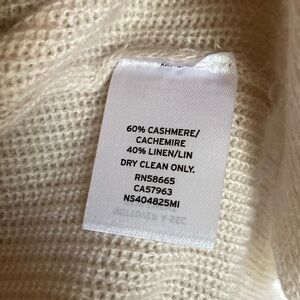 60% CASHMERE/
CACHEMIRE
40% LINEN/LIN
DRY CLEAN ONLY.
RN58665
CA57963
NS404825MI